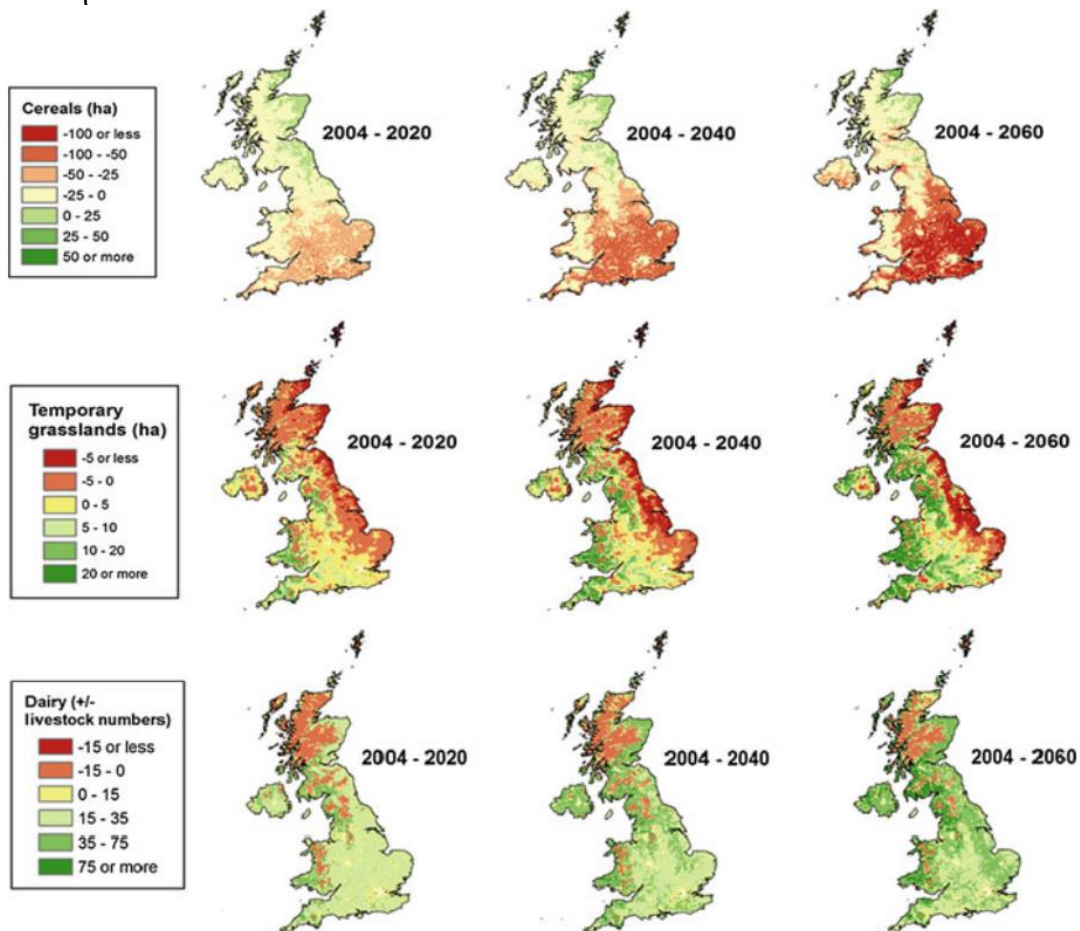 Cereals (ha)
-100 or less
-100 - -50
-50 - -25
-25 - 0
0 - 25
25 - 50
50 or more
2004 - 2020
2004 - 2040
2004 - 2060
Temporary
grasslands (ha)
-5 or less
-5 - 0
0 - 5
5 - 10
10 - 20
20 or more
2004 - 2020
2004 - 2040
2004 - 2060
Dairy (+/-
livestock numbers)
-15 or less
-15 - 0
0 - 15
15 - 35
35 - 75
75 or more
2004 - 2020
2004 - 2040
2004 - 2060